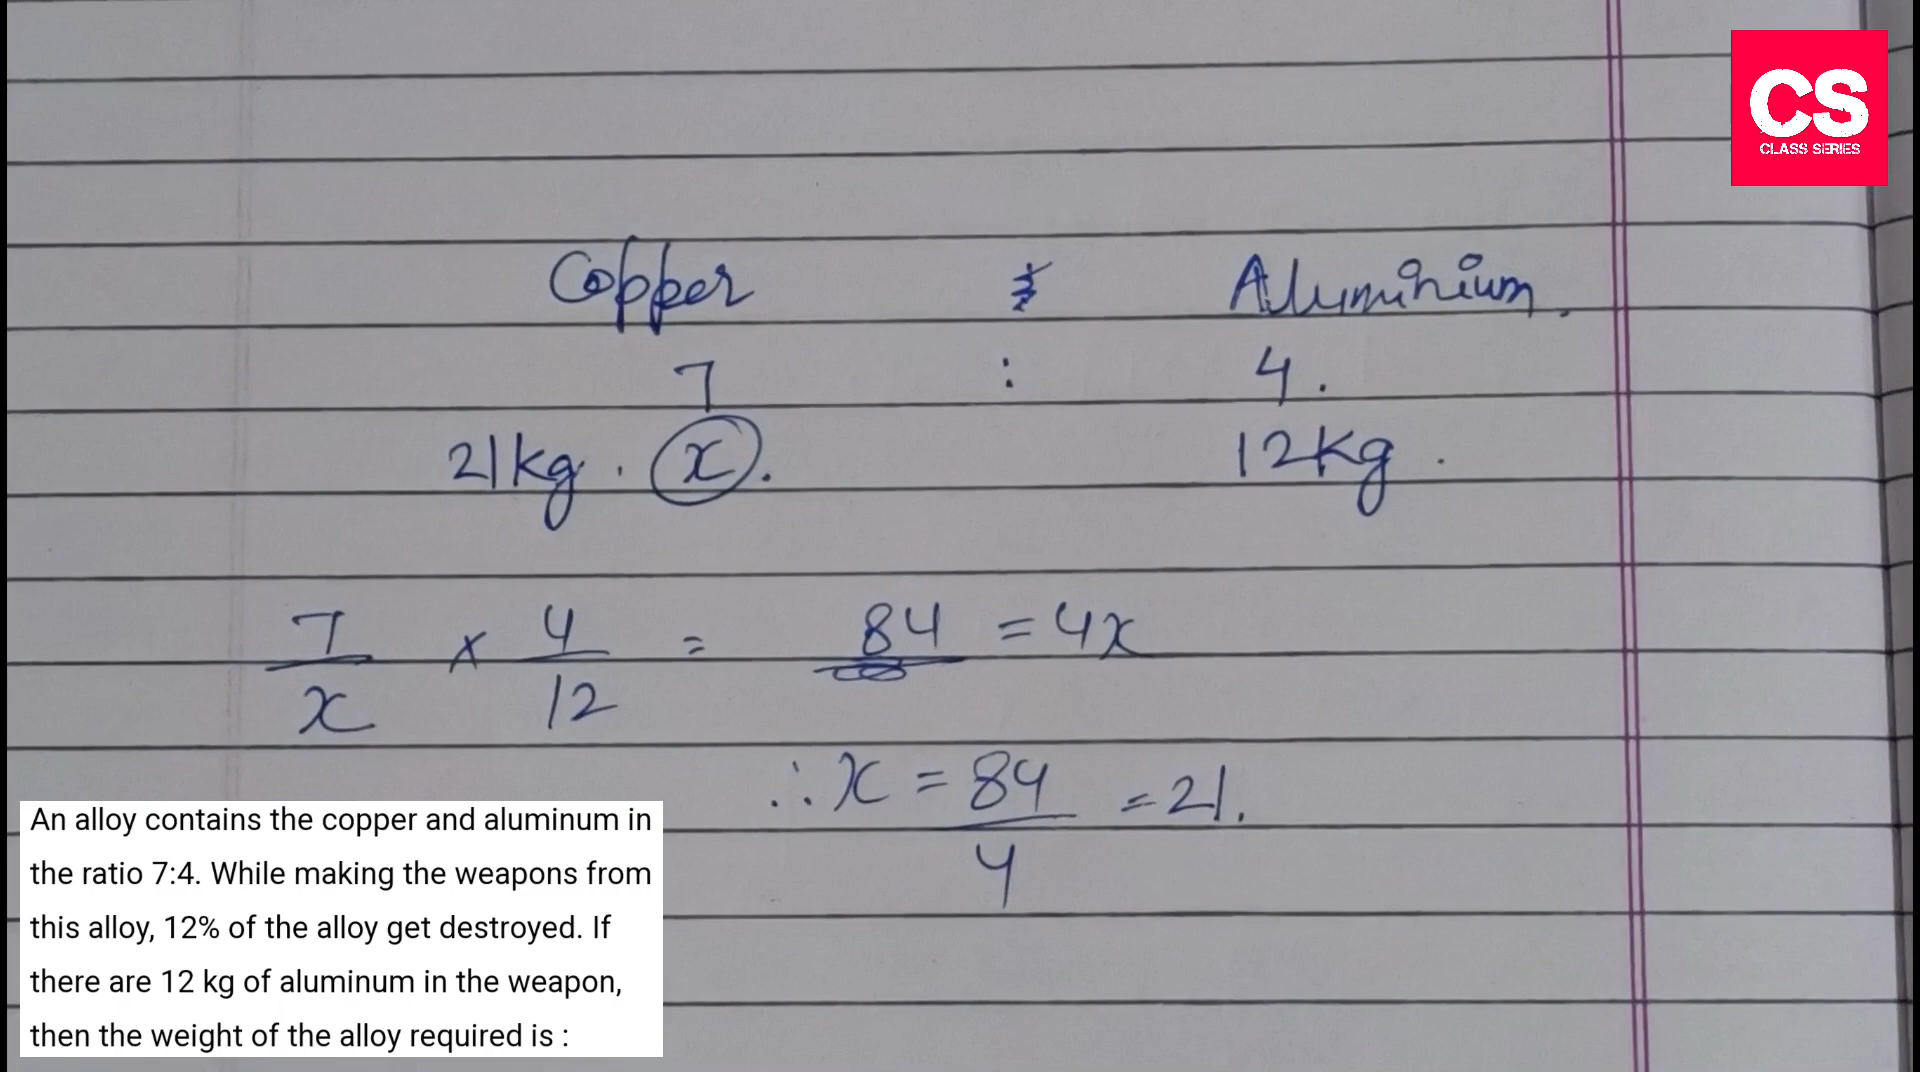 CS
CLASS SERIES
Copper : Aluminium.
7 : 4.
21kg. x. 12kg.
7/x × 4/12 = 84 = 4x
∴ x = 84/4 = 21.
An alloy contains the copper and aluminum in
the ratio 7:4. While making the weapons from
this alloy, 12% of the alloy get destroyed. If
there are 12 kg of aluminum in the weapon,
then the weight of the alloy required is :